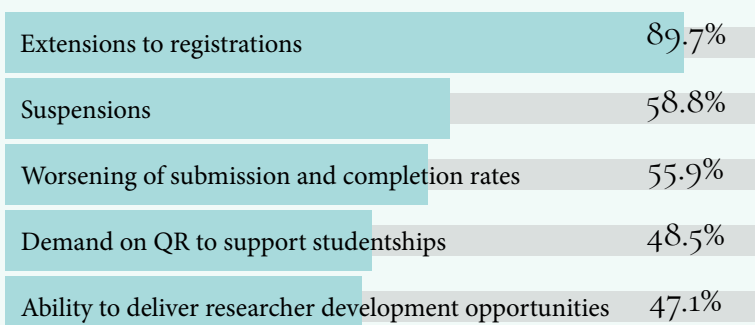 Extensions to registrations 89.7%
Suspensions 58.8%
Worsening of submission and completion rates 55.9%
Demand on QR to support studentships 48.5%
Ability to deliver researcher development opportunities 47.1%